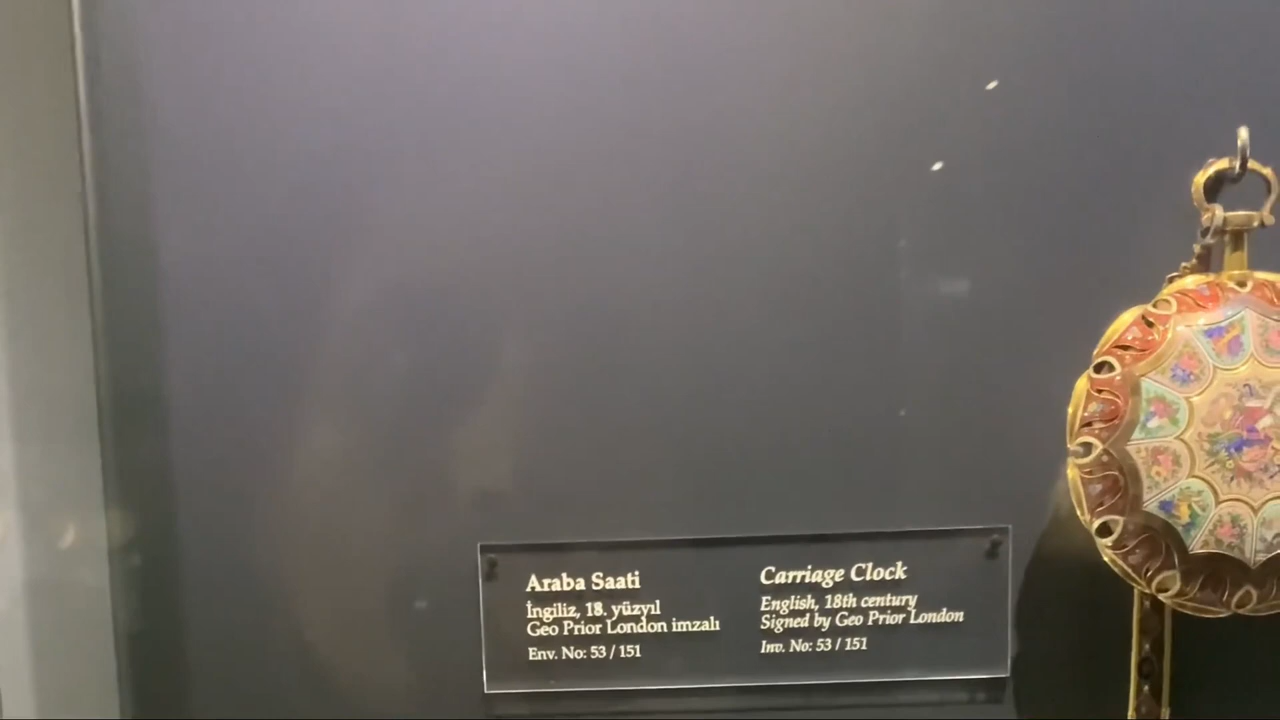 Araba Saati
İngiliz, 18. yüzyıl
Geo Prior London imzalı
Env. No: 53 / 151
Carriage Clock
English, 18th century
Signed by Geo Prior London
Inv. No: 53 / 151